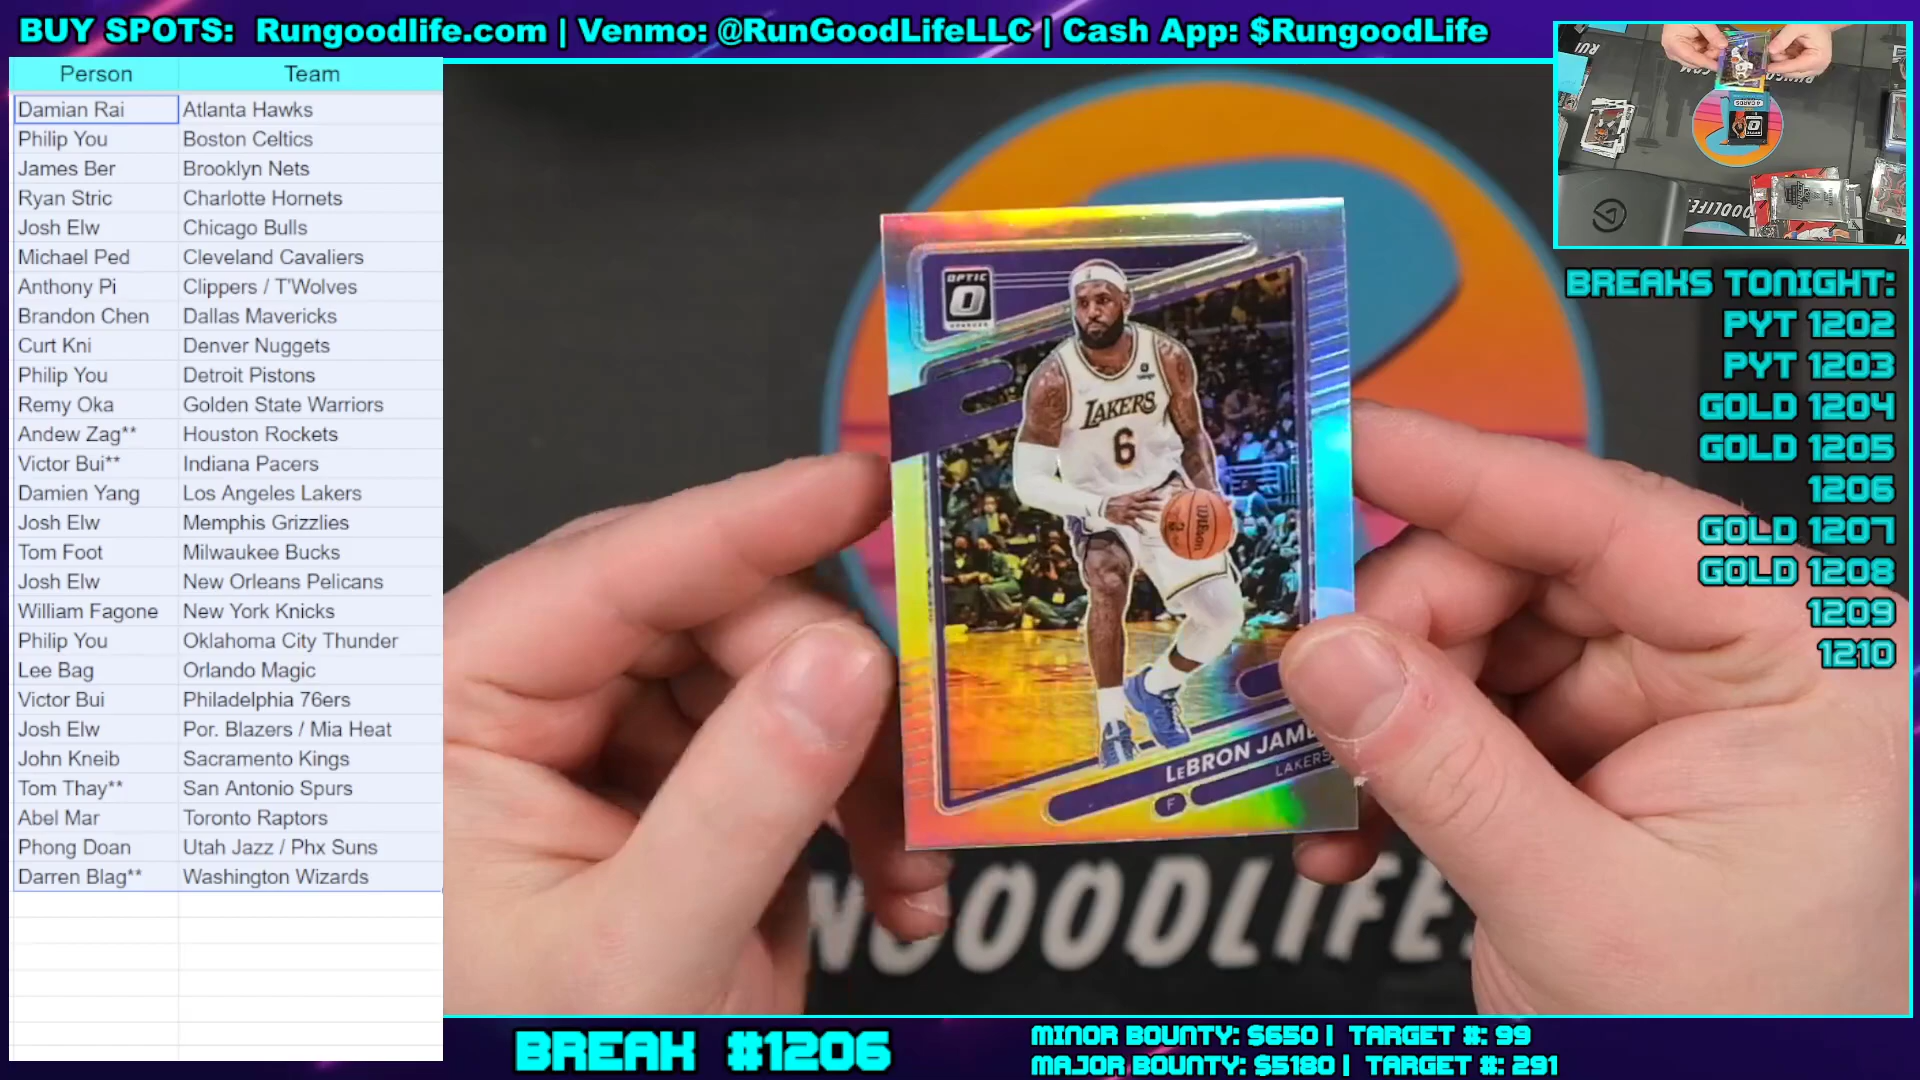 BUY SPOTS: Rungoodlife.com | Venmo: @RunGoodLifeLLC | Cash App: $RungoodLife
Person Team
Damian Rai Atlanta Hawks
Philip You Boston Celtics
James Ber Brooklyn Nets
Ryan Stric Charlotte Hornets
Josh Elw Chicago Bulls
Michael Ped Cleveland Cavaliers
Anthony Pi Clippers / T'Wolves
Brandon Chen Dallas Mavericks
Curt Kni Denver Nuggets
Philip You Detroit Pistons
Remy Oka Golden State Warriors
Andew Zag** Houston Rockets
Victor Bui** Indiana Pacers
Damien Yang Los Angeles Lakers
Josh Elw Memphis Grizzlies
Tom Foot Milwaukee Bucks
Josh Elw New Orleans Pelicans
William Fagone New York Knicks
Philip You Oklahoma City Thunder
Lee Bag Orlando Magic
Victor Bui Philadelphia 76ers
Josh Elw Por. Blazers / Mia Heat
John Kneib Sacramento Kings
Tom Thay** San Antonio Spurs
Abel Mar Toronto Raptors
Phong Doan Utah Jazz / Phx Suns
Darren Blag** Washington Wizards
OPTIC
O
LAKERS
6
Wilson
LEBRON JAME
LAKERS
F
NGOODLIFE.
4 CARDS
OODLIFE.
BREAKS TONIGHT:
PYT 1202
PYT 1203
GOLD 1204
GOLD 1205
1206
GOLD 1207
GOLD 1208
1209
1210
BREAK #1206
MINOR BOUNTY: $650 | TARGET #: 99
MAJOR BOUNTY: $5180 | TARGET #: 291